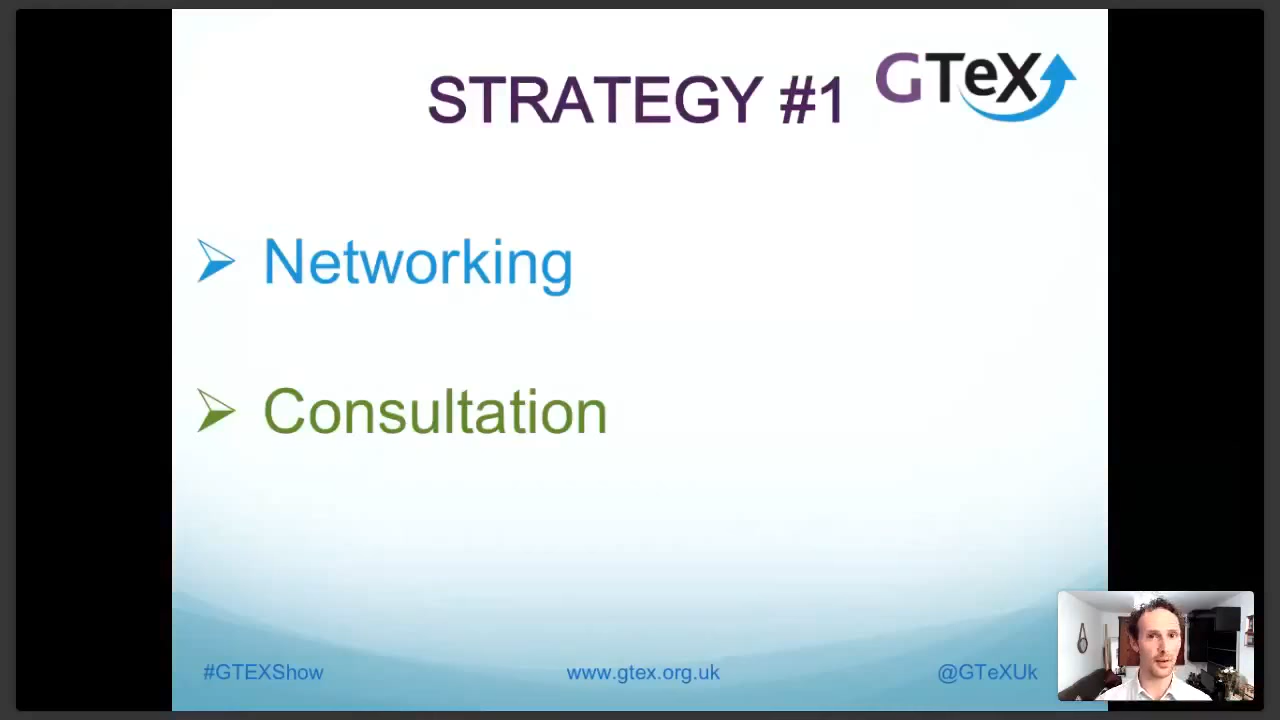 STRATEGY #1
GTeX
Networking
Consultation
#GTEXShow
www.gtex.org.uk
@GTeXUk